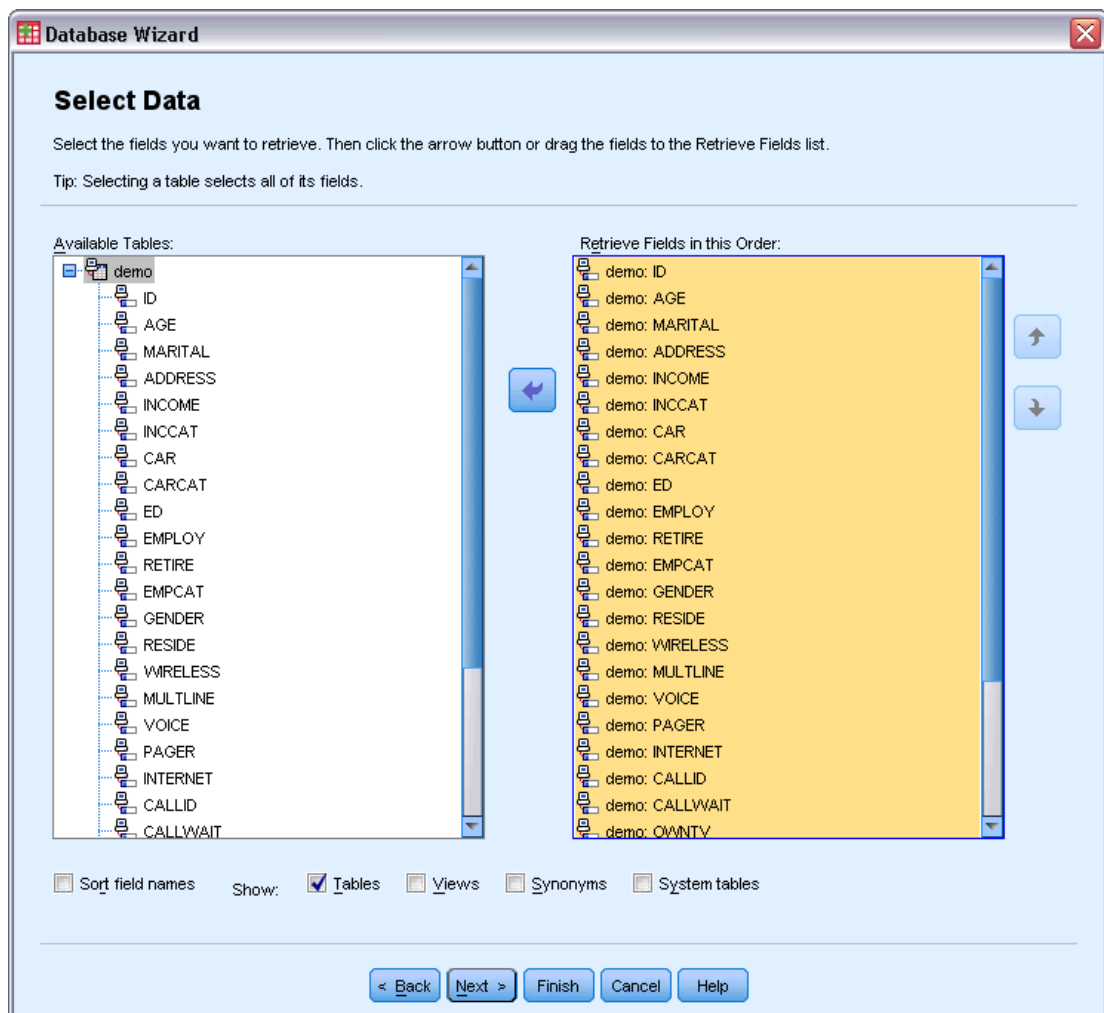 Database Wizard
Select Data
Select the fields you want to retrieve. Then click the arrow button or drag the fields to the Retrieve Fields list.
Tip: Selecting a table selects all of its fields.
Available Tables:
demo
ID
AGE
MARITAL
ADDRESS
INCOME
INCCAT
CAR
CARCAT
ED
EMPLOY
RETIRE
EMPCAT
GENDER
RESIDE
WIRELESS
MULTLINE
VOICE
PAGER
INTERNET
CALLID
CALLWAIT
Retrieve Fields in this Order:
demo: ID
demo: AGE
demo: MARITAL
demo: ADDRESS
demo: INCOME
demo: INCCAT
demo: CAR
demo: CARCAT
demo: ED
demo: EMPLOY
demo: RETIRE
demo: EMPCAT
demo: GENDER
demo: RESIDE
demo: WIRELESS
demo: MULTLINE
demo: VOICE
demo: PAGER
demo: INTERNET
demo: CALLID
demo: CALLWAIT
demo: OWNTV
Sort field names Show: Tables Views Synonyms System tables
< Back Next > Finish Cancel Help